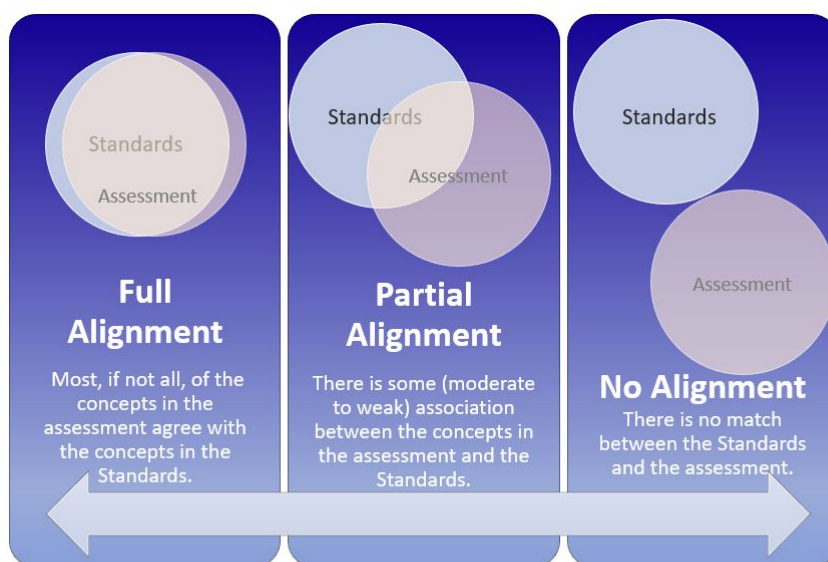 Standards
Assessment
Full
Alignment
Most, if not all, of the
concepts in the
assessment agree with
the concepts in the
Standards.
Standards
Assessment
Partial
Alignment
There is some (moderate
to weak) association
between the concepts in
the assessment and the
Standards.
Standards
Assessment
No Alignment
There is no match
between the Standards
and the assessment.